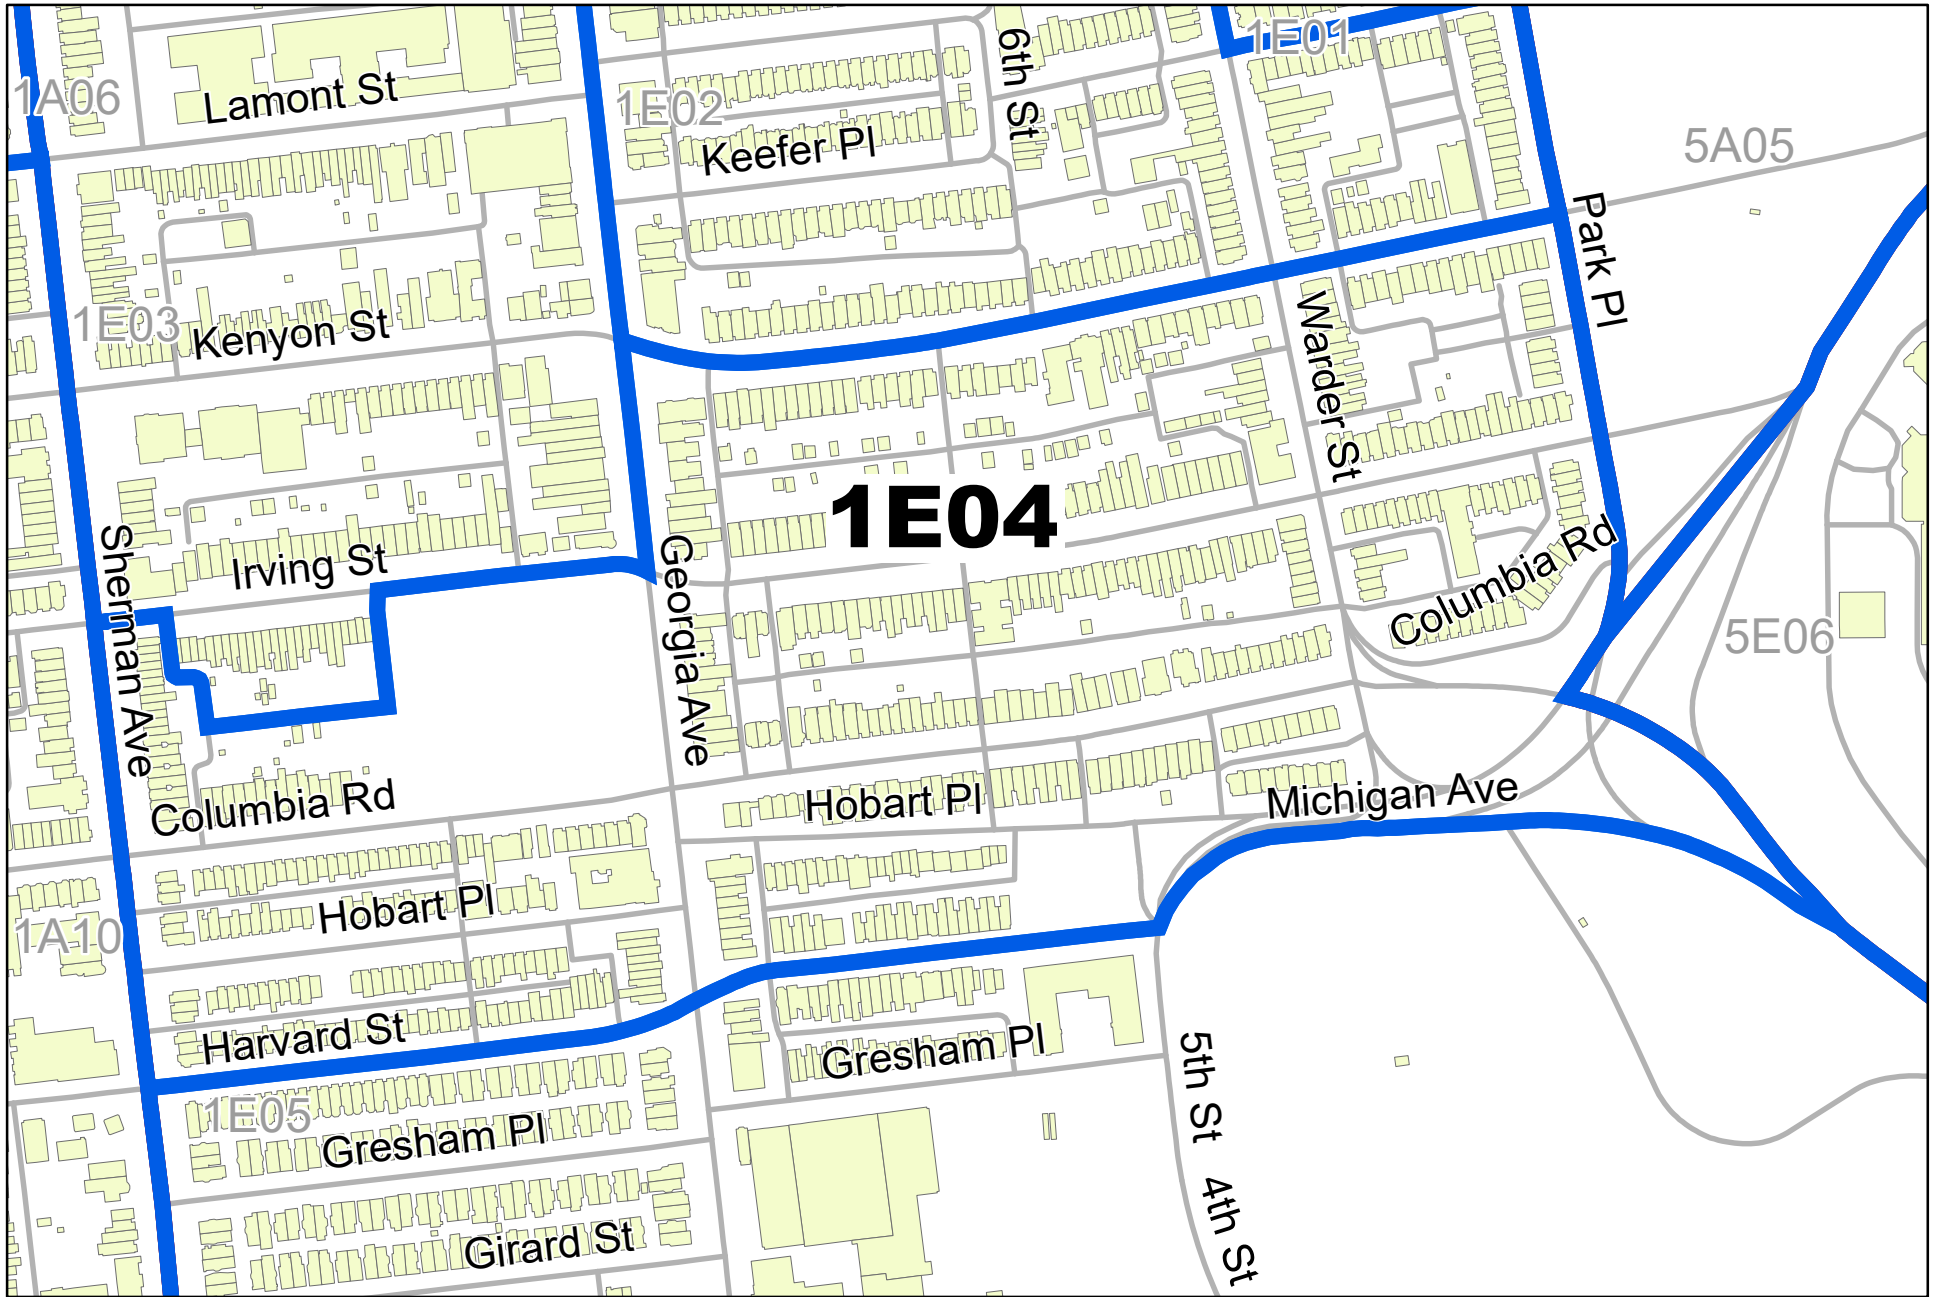 1E01
6th St
1A06
Lamont St
1E02
Keefer Pl
5A05
Park Pl
1E03
Kenyon St
Warder St
1E04
Sherman Ave
Irving St
Georgia Ave
Columbia Rd
5E06
Columbia Rd
Hobart Pl
Michigan Ave
Hobart Pl
1A10
Harvard St
Gresham Pl
5th St
1E05
Gresham Pl
4th St
Girard St